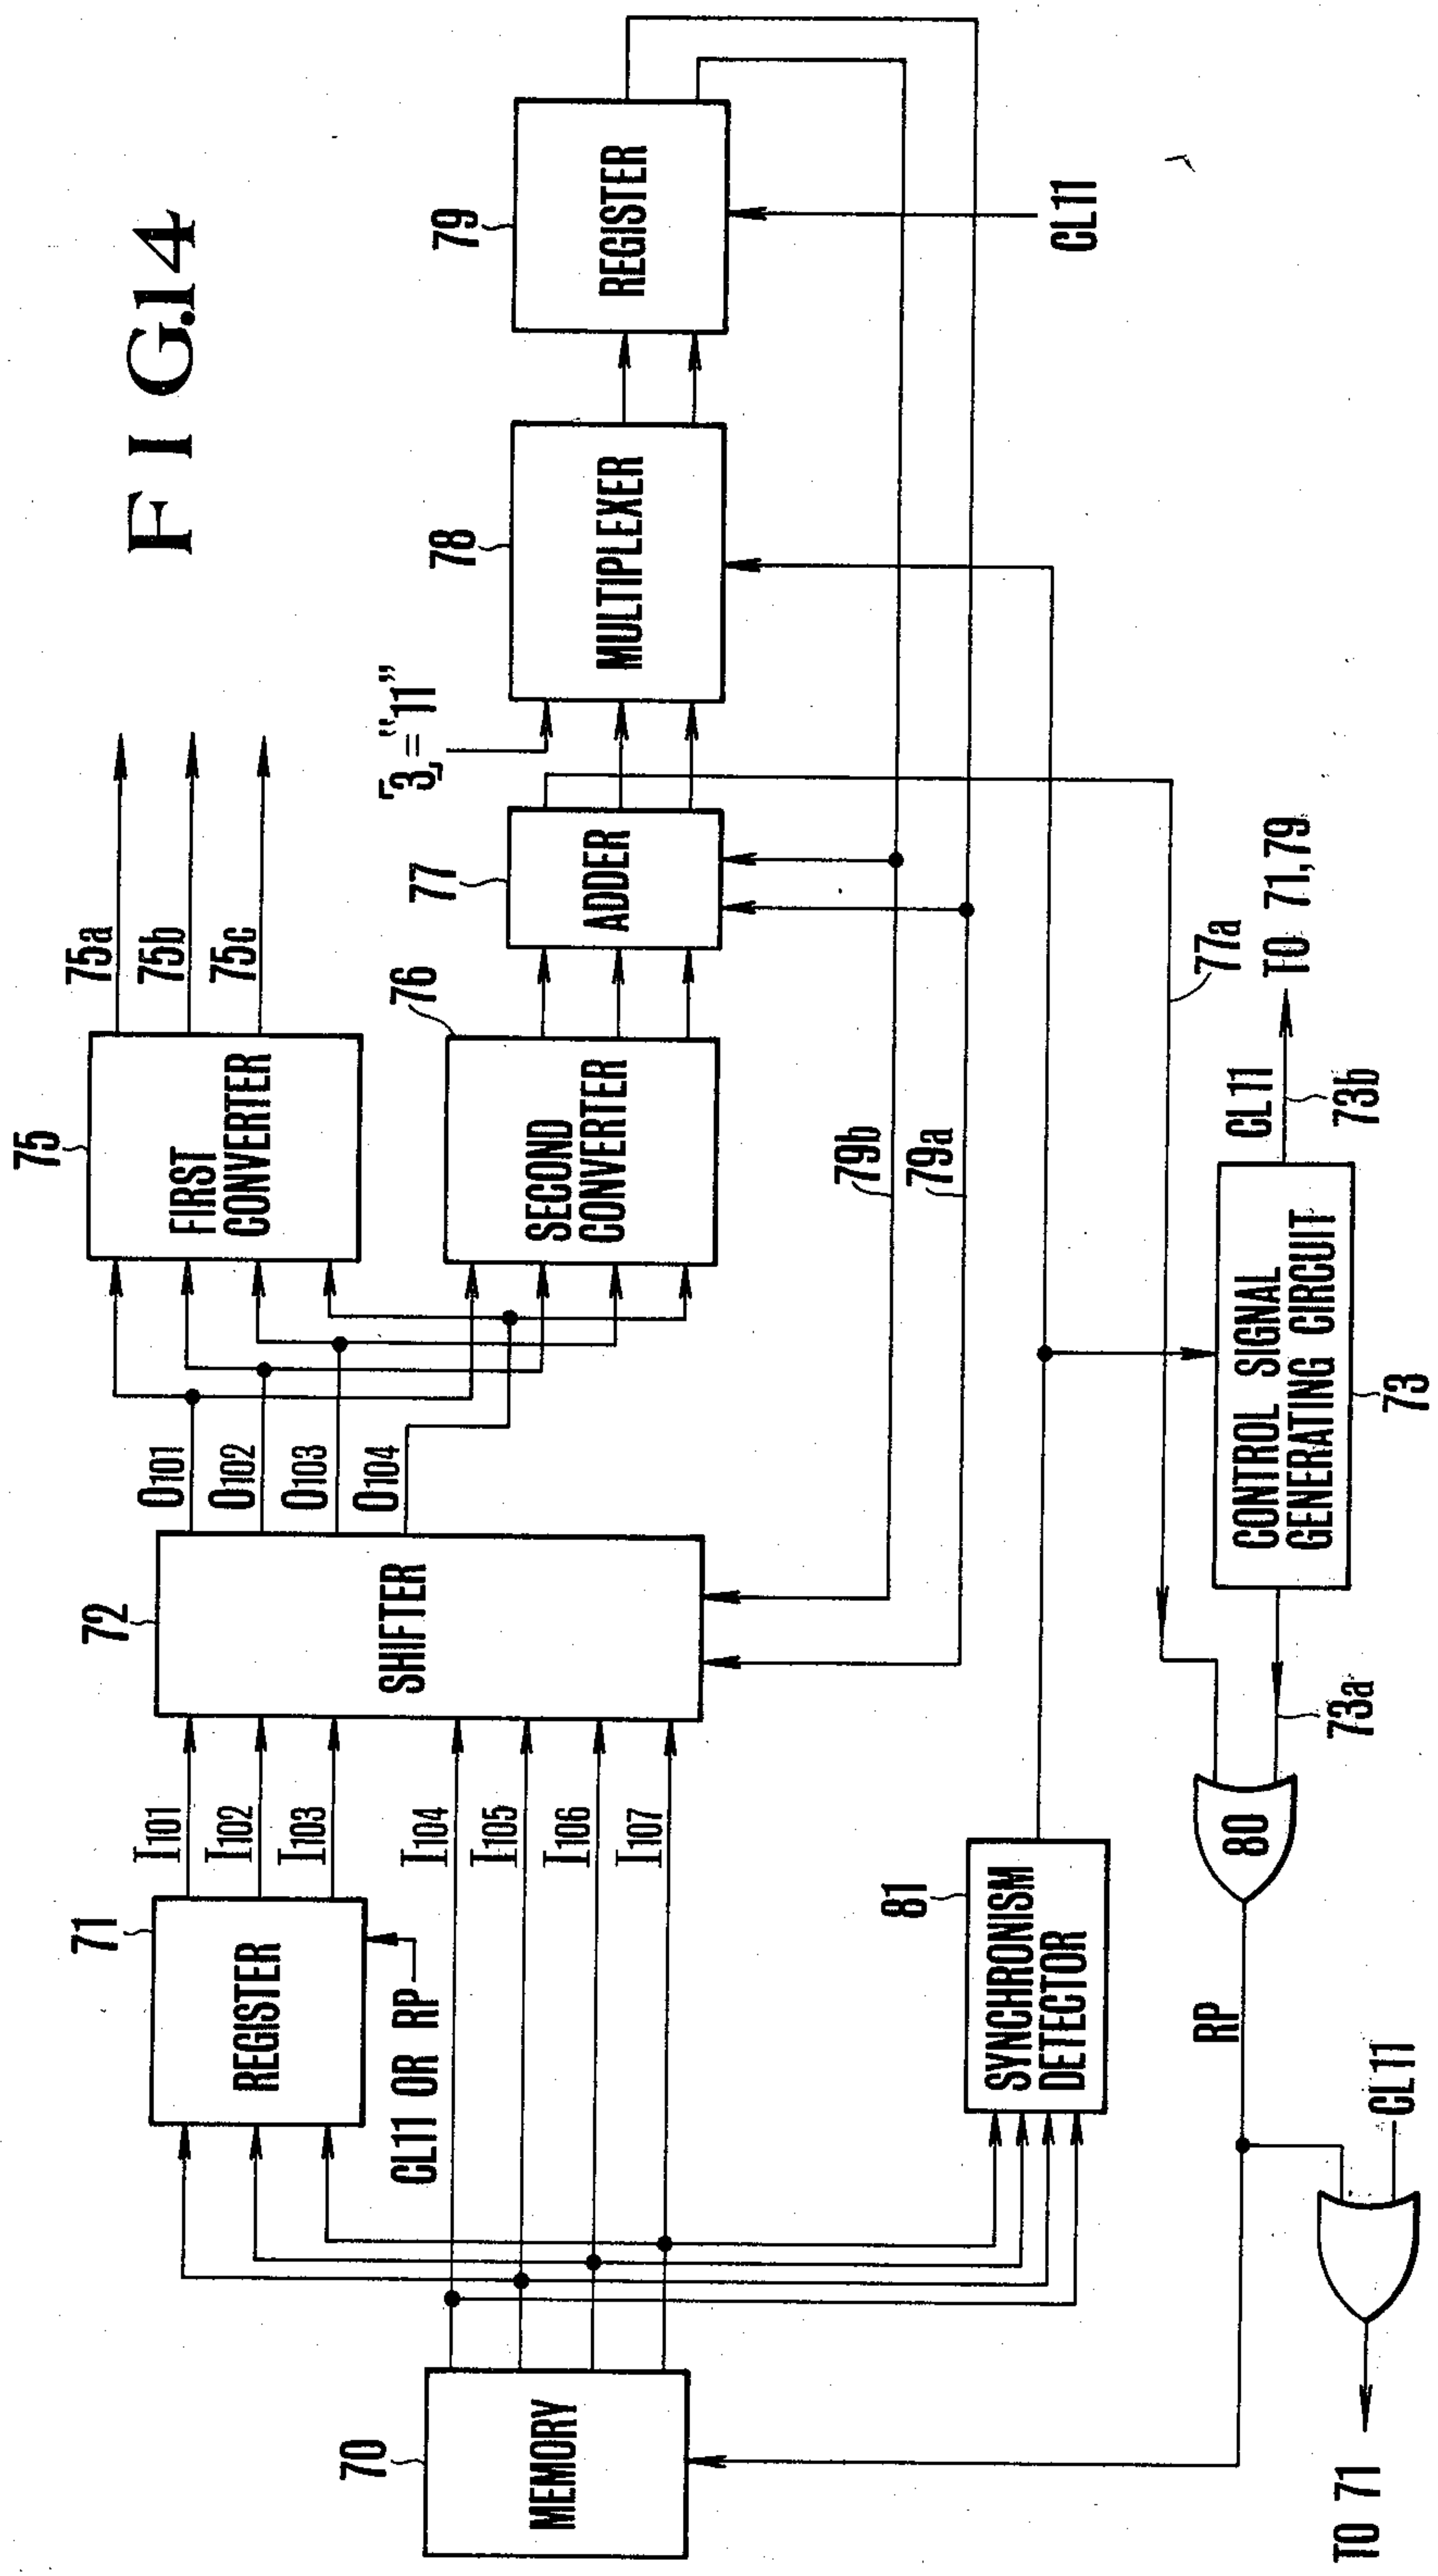 FIG.14
75
75a
75b
75c
FIRST
CONVERTER
76
SECOND
CONVERTER
77
ADDER
「3」="11"
78
MULTIPLEXER
79
REGISTER
CL11
72
SHIFTER
O101
O102
O103
O104
71
REGISTER
I101
I102
I103
I104
I105
I106
I107
CL11 OR RP
70
MEMORY
79b
79a
81
SYNCHRONISM
DETECTOR
77a
73
CONTROL SIGNAL
GENERATING CIRCUIT
CL11
73b
TO 71,79
73a
80
RP
CL11
TO 71